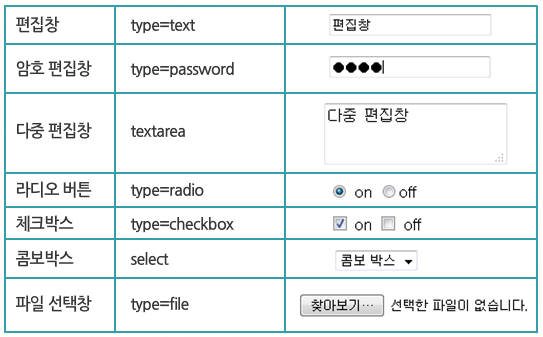 편집창 type=text 편집창
암호 편집창 type=password ●●●●
다중 편집창 textarea 다중 편집창
라디오 버튼 type=radio on off
체크박스 type=checkbox on off
콤보박스 select 콤보 박스
파일 선택창 type=file 찾아보기… 선택한 파일이 없습니다.